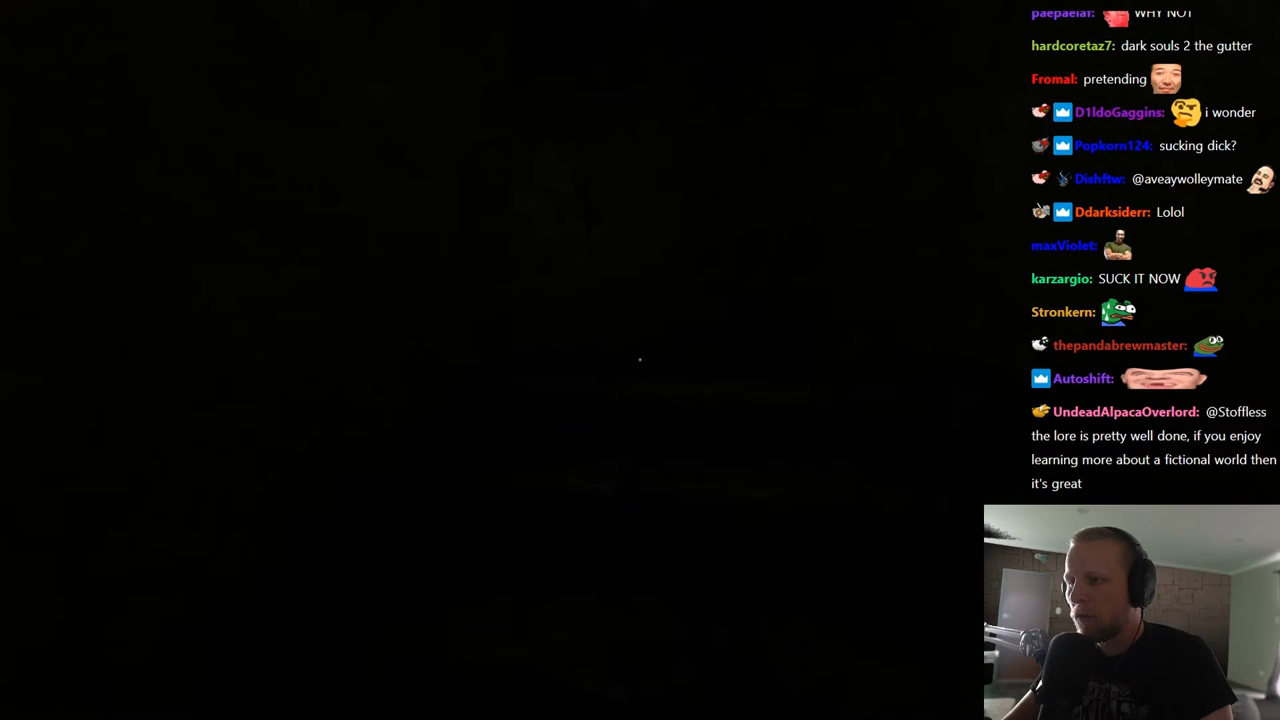 paepaelaf: WHY NOT
hardcoretaz7: dark souls 2 the gutter
Fromal: pretending
D1ldoGaggins: i wonder
Popkorn124: sucking dick?
Dishftw: @aveaywolleymate
Ddarksiderr: Lolol
maxViolet:
karzargio: SUCK IT NOW
Stronkern:
thepandabrewmaster:
Autoshift:
UndeadAlpacaOverlord: @Stoffless
the lore is pretty well done, if you enjoy
learning more about a fictional world then
it's great